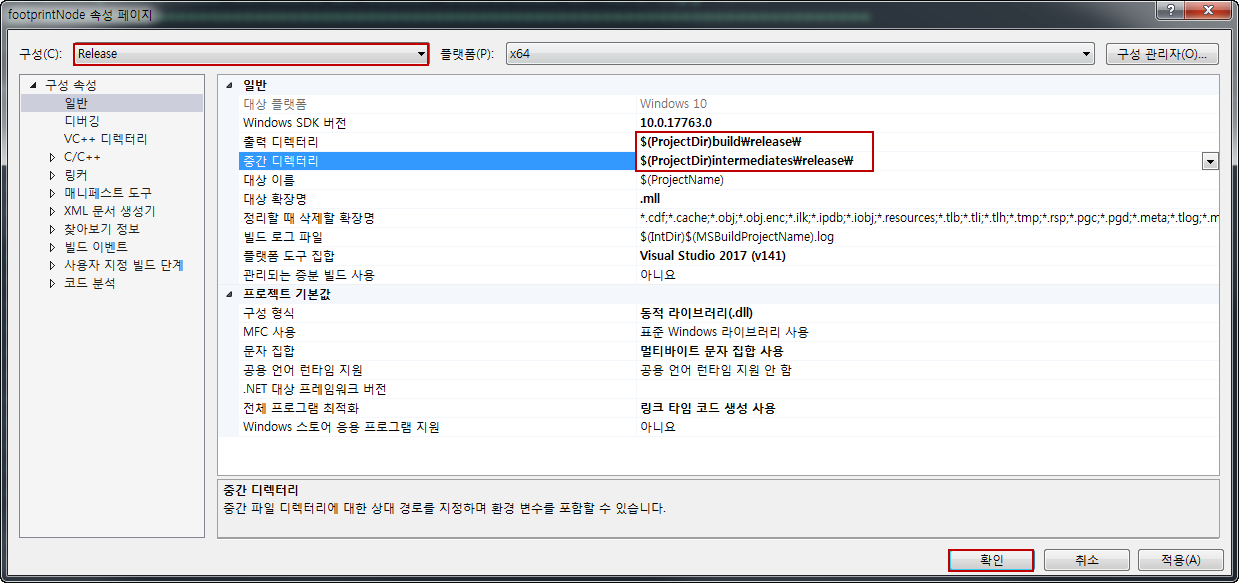 footprintNode 속성 페이지
구성(C): Release 플랫폼(P): x64 구성 관리자(O)...
구성 속성
일반
디버깅
VC++ 디렉터리
C/C++
링커
매니페스트 도구
XML 문서 생성기
찾아보기 정보
빌드 이벤트
사용자 지정 빌드 단계
코드 분석
일반
대상 플랫폼 Windows 10
Windows SDK 버전 10.0.17763.0
출력 디렉터리 $(ProjectDir)build₩release₩
중간 디렉터리 $(ProjectDir)intermediates₩release₩
대상 이름 $(ProjectName)
대상 확장명 .mll
정리할 때 삭제할 확장명 *.cdf;*.cache;*.obj;*.obj.enc;*.ilk;*.ipdb;*.iobj;*.resources;*.tlb;*.tli;*.tlh;*.tmp;*.rsp;*.pgc;*.pgd;*.meta;*.tlog;*.m
빌드 로그 파일 $(IntDir)$(MSBuildProjectName).log
플랫폼 도구 집합 Visual Studio 2017 (v141)
관리되는 증분 빌드 사용 아니요
프로젝트 기본값
구성 형식 동적 라이브러리(.dll)
MFC 사용 표준 Windows 라이브러리 사용
문자 집합 멀티바이트 문자 집합 사용
공용 언어 런타임 지원 공용 언어 런타임 지원 안 함
.NET 대상 프레임워크 버전
전체 프로그램 최적화 링크 타임 코드 생성 사용
Windows 스토어 응용 프로그램 지원 아니요
중간 디렉터리
중간 파일 디렉터리에 대한 상대 경로를 지정하며 환경 변수를 포함할 수 있습니다.
확인 취소 적용(A)